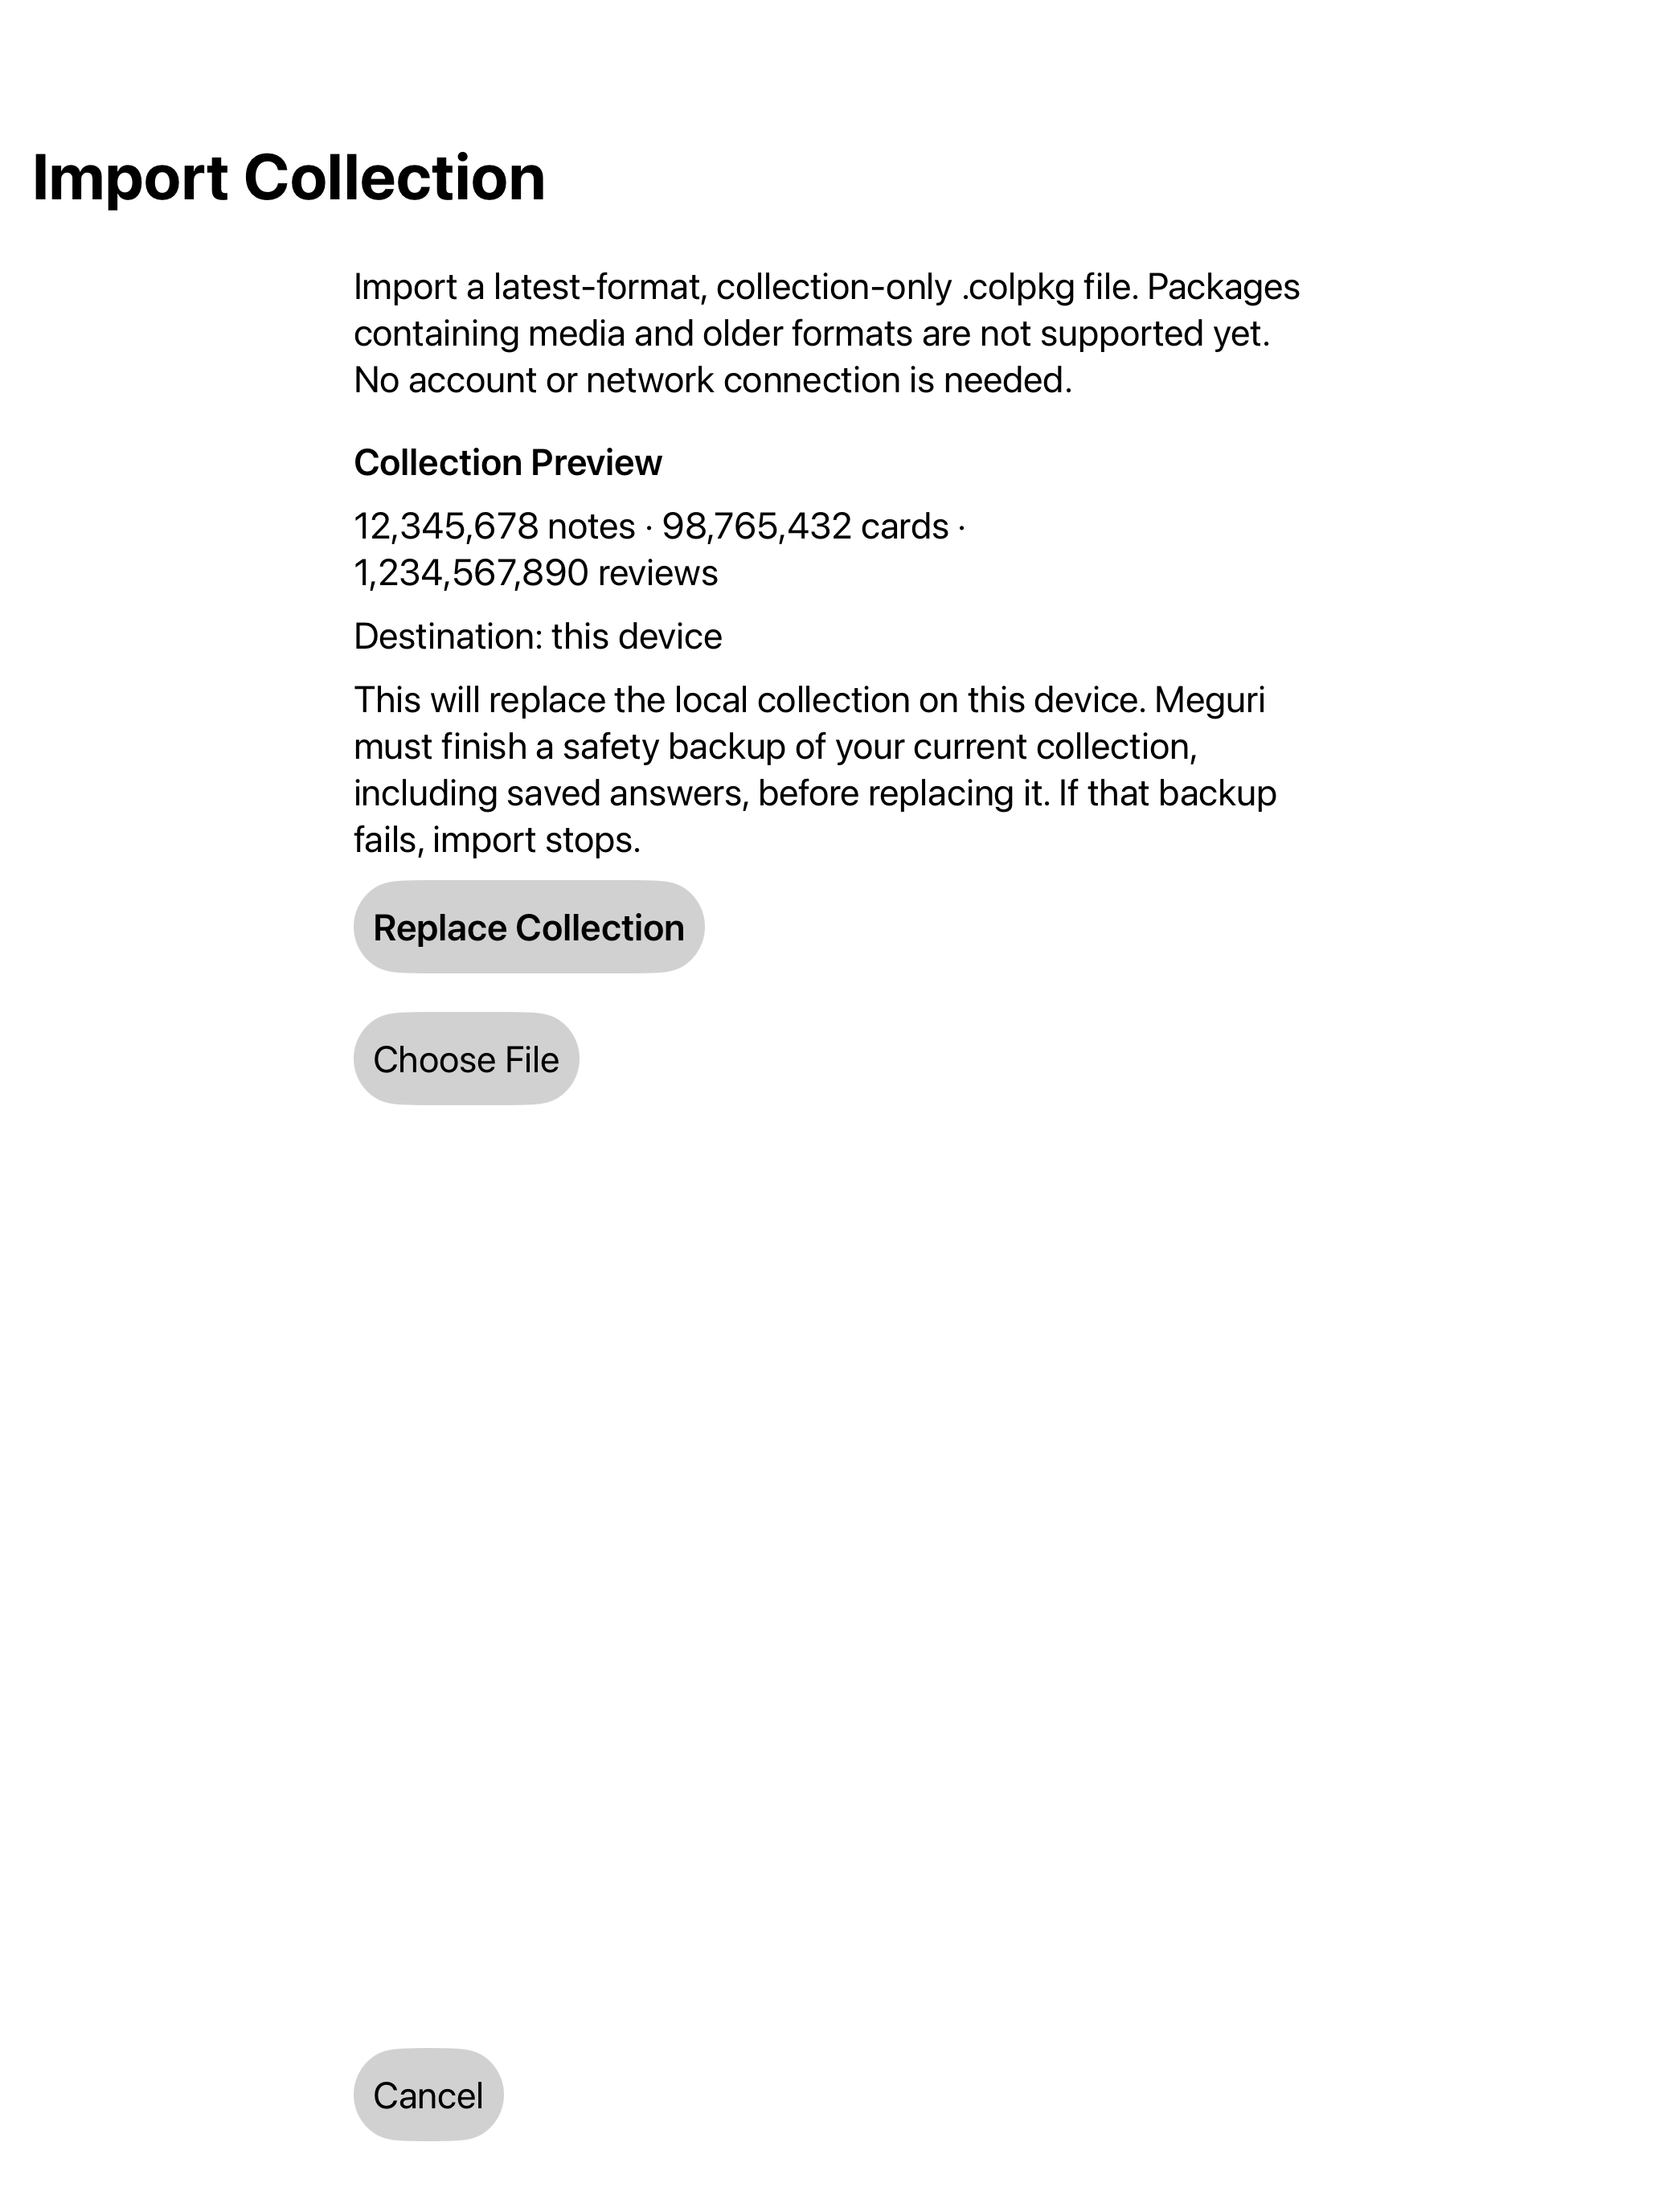 Import Collection
Import a latest-format, collection-only .colpkg file. Packages
containing media and older formats are not supported yet.
No account or network connection is needed.
Collection Preview
12,345,678 notes · 98,765,432 cards ·
1,234,567,890 reviews
Destination: this device
This will replace the local collection on this device. Meguri
must finish a safety backup of your current collection,
including saved answers, before replacing it. If that backup
fails, import stops.
Replace Collection
Choose File
Cancel